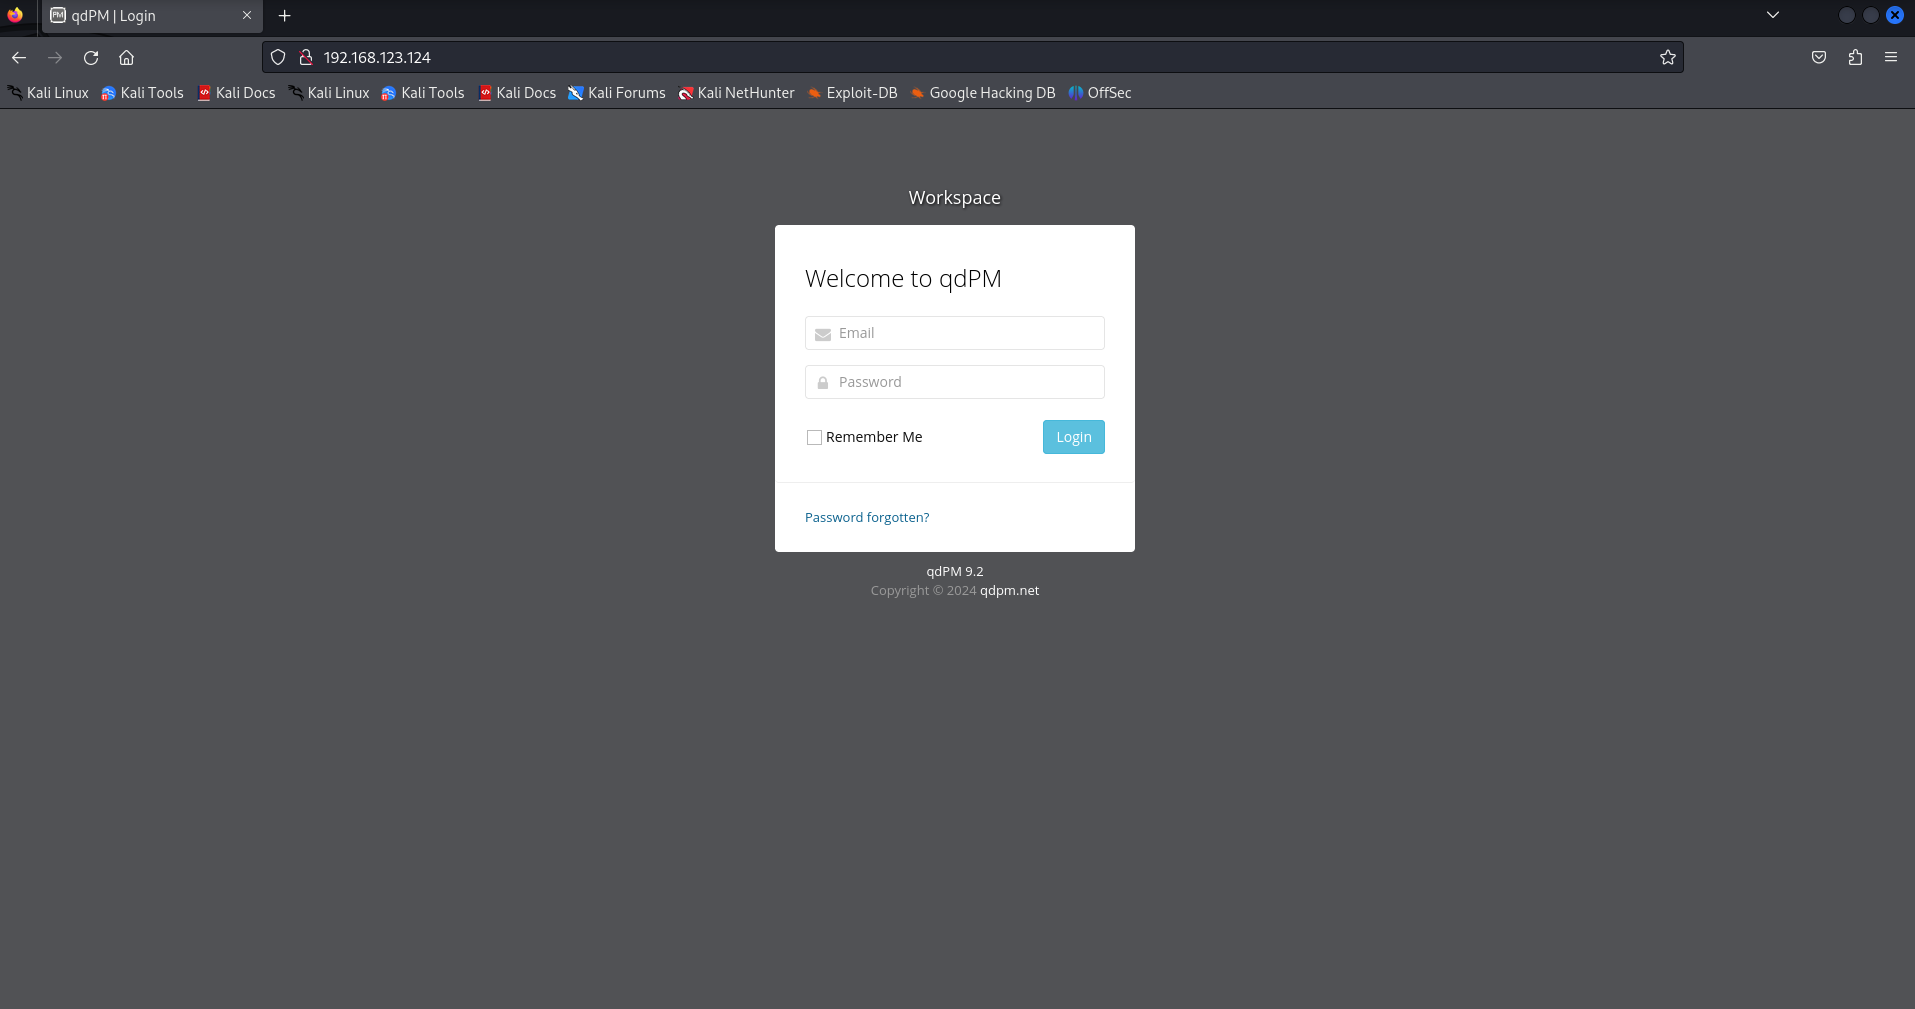 qdPM | Login
192.168.123.124
Kali Linux Kali Tools Kali Docs Kali Linux Kali Tools Kali Docs Kali Forums Kali NetHunter Exploit-DB Google Hacking DB OffSec
Workspace
Welcome to qdPM
Email
Password
Remember Me Login
Password forgotten?
qdPM 9.2
Copyright © 2024 qdpm.net